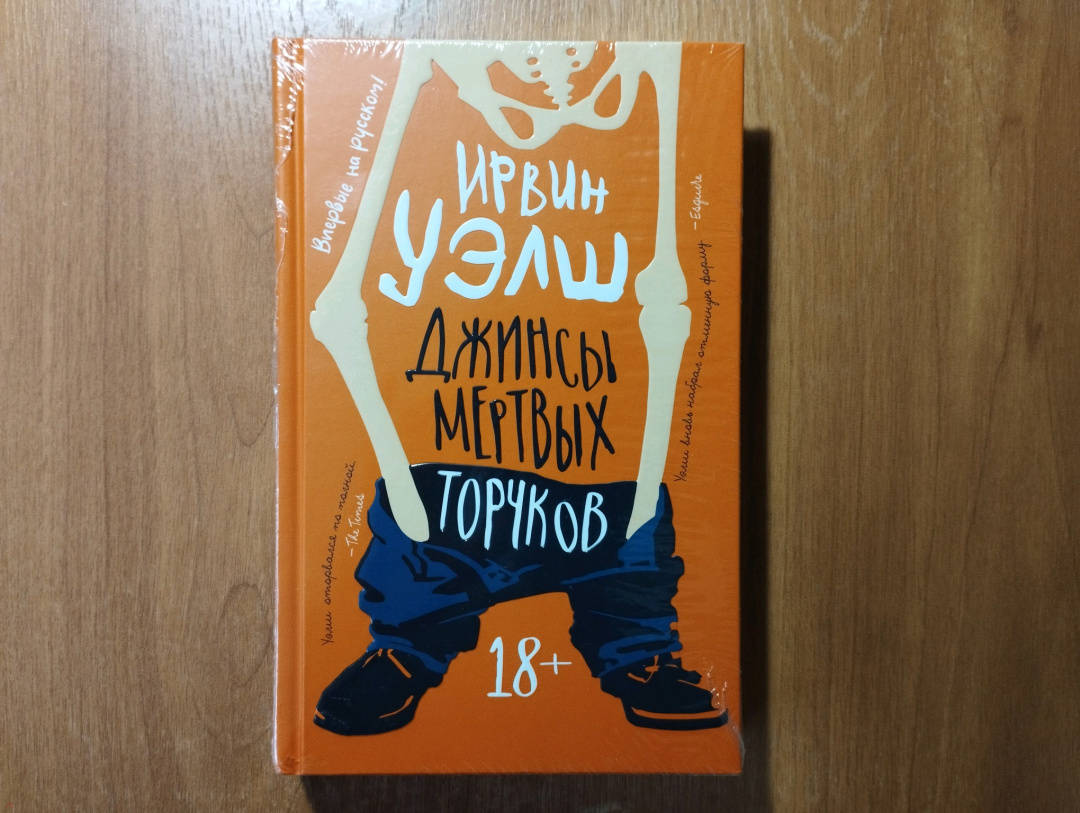 Впервые на русском!
ИРВИН
УЭЛШ
ДЖИНСЫ
МЕРТВЫХ
ТОРЧКОВ
Уэлш вновь набрал отменную форму — Esquire
Уэлш оторвался по полной
— The Times
18+